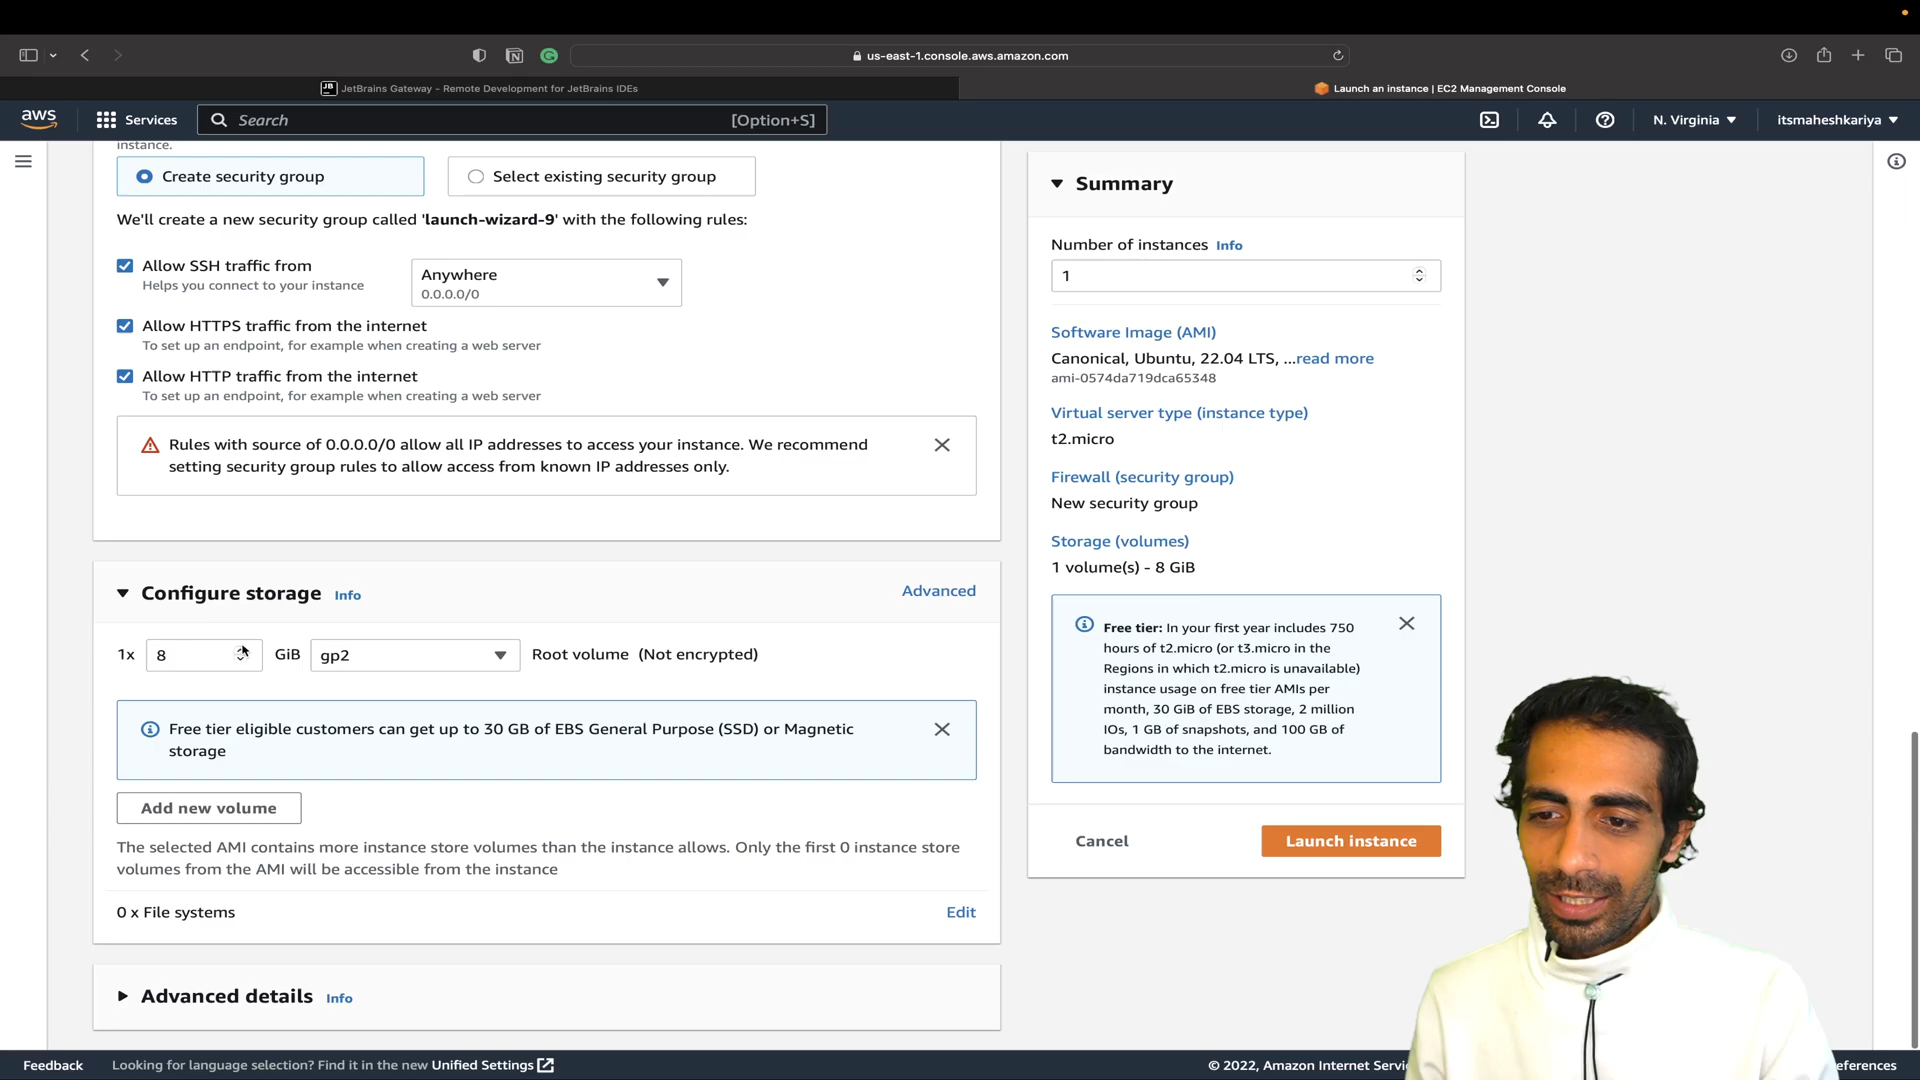 us-east-1.console.aws.amazon.com
JetBrains Gateway - Remote Development for JetBrains IDEs
Launch an instance | EC2 Management Console
aws
Services
Search
[Option+S]
N. Virginia
itsmaheshkariya
instance.
Create security group
Select existing security group
We'll create a new security group called 'launch-wizard-9' with the following rules:
Allow SSH traffic from
Helps you connect to your instance
Anywhere
0.0.0.0/0
Allow HTTPS traffic from the internet
To set up an endpoint, for example when creating a web server
Allow HTTP traffic from the internet
To set up an endpoint, for example when creating a web server
Rules with source of 0.0.0.0/0 allow all IP addresses to access your instance. We recommend
setting security group rules to allow access from known IP addresses only.
Configure storage Info
Advanced
1x 8 GiB gp2 Root volume (Not encrypted)
Free tier eligible customers can get up to 30 GB of EBS General Purpose (SSD) or Magnetic
storage
Add new volume
The selected AMI contains more instance store volumes than the instance allows. Only the first 0 instance store
volumes from the AMI will be accessible from the instance
0 x File systems
Edit
Advanced details Info
Summary
Number of instances Info
1
Software Image (AMI)
Canonical, Ubuntu, 22.04 LTS, ...read more
ami-0574da719dca65348
Virtual server type (instance type)
t2.micro
Firewall (security group)
New security group
Storage (volumes)
1 volume(s) - 8 GiB
Free tier: In your first year includes 750
hours of t2.micro (or t3.micro in the
Regions in which t2.micro is unavailable)
instance usage on free tier AMIs per
month, 30 GiB of EBS storage, 2 million
IOs, 1 GB of snapshots, and 100 GB of
bandwidth to the internet.
Cancel
Launch instance
Feedback
Looking for language selection? Find it in the new Unified Settings
© 2022, Amazon Internet Servi
eferences